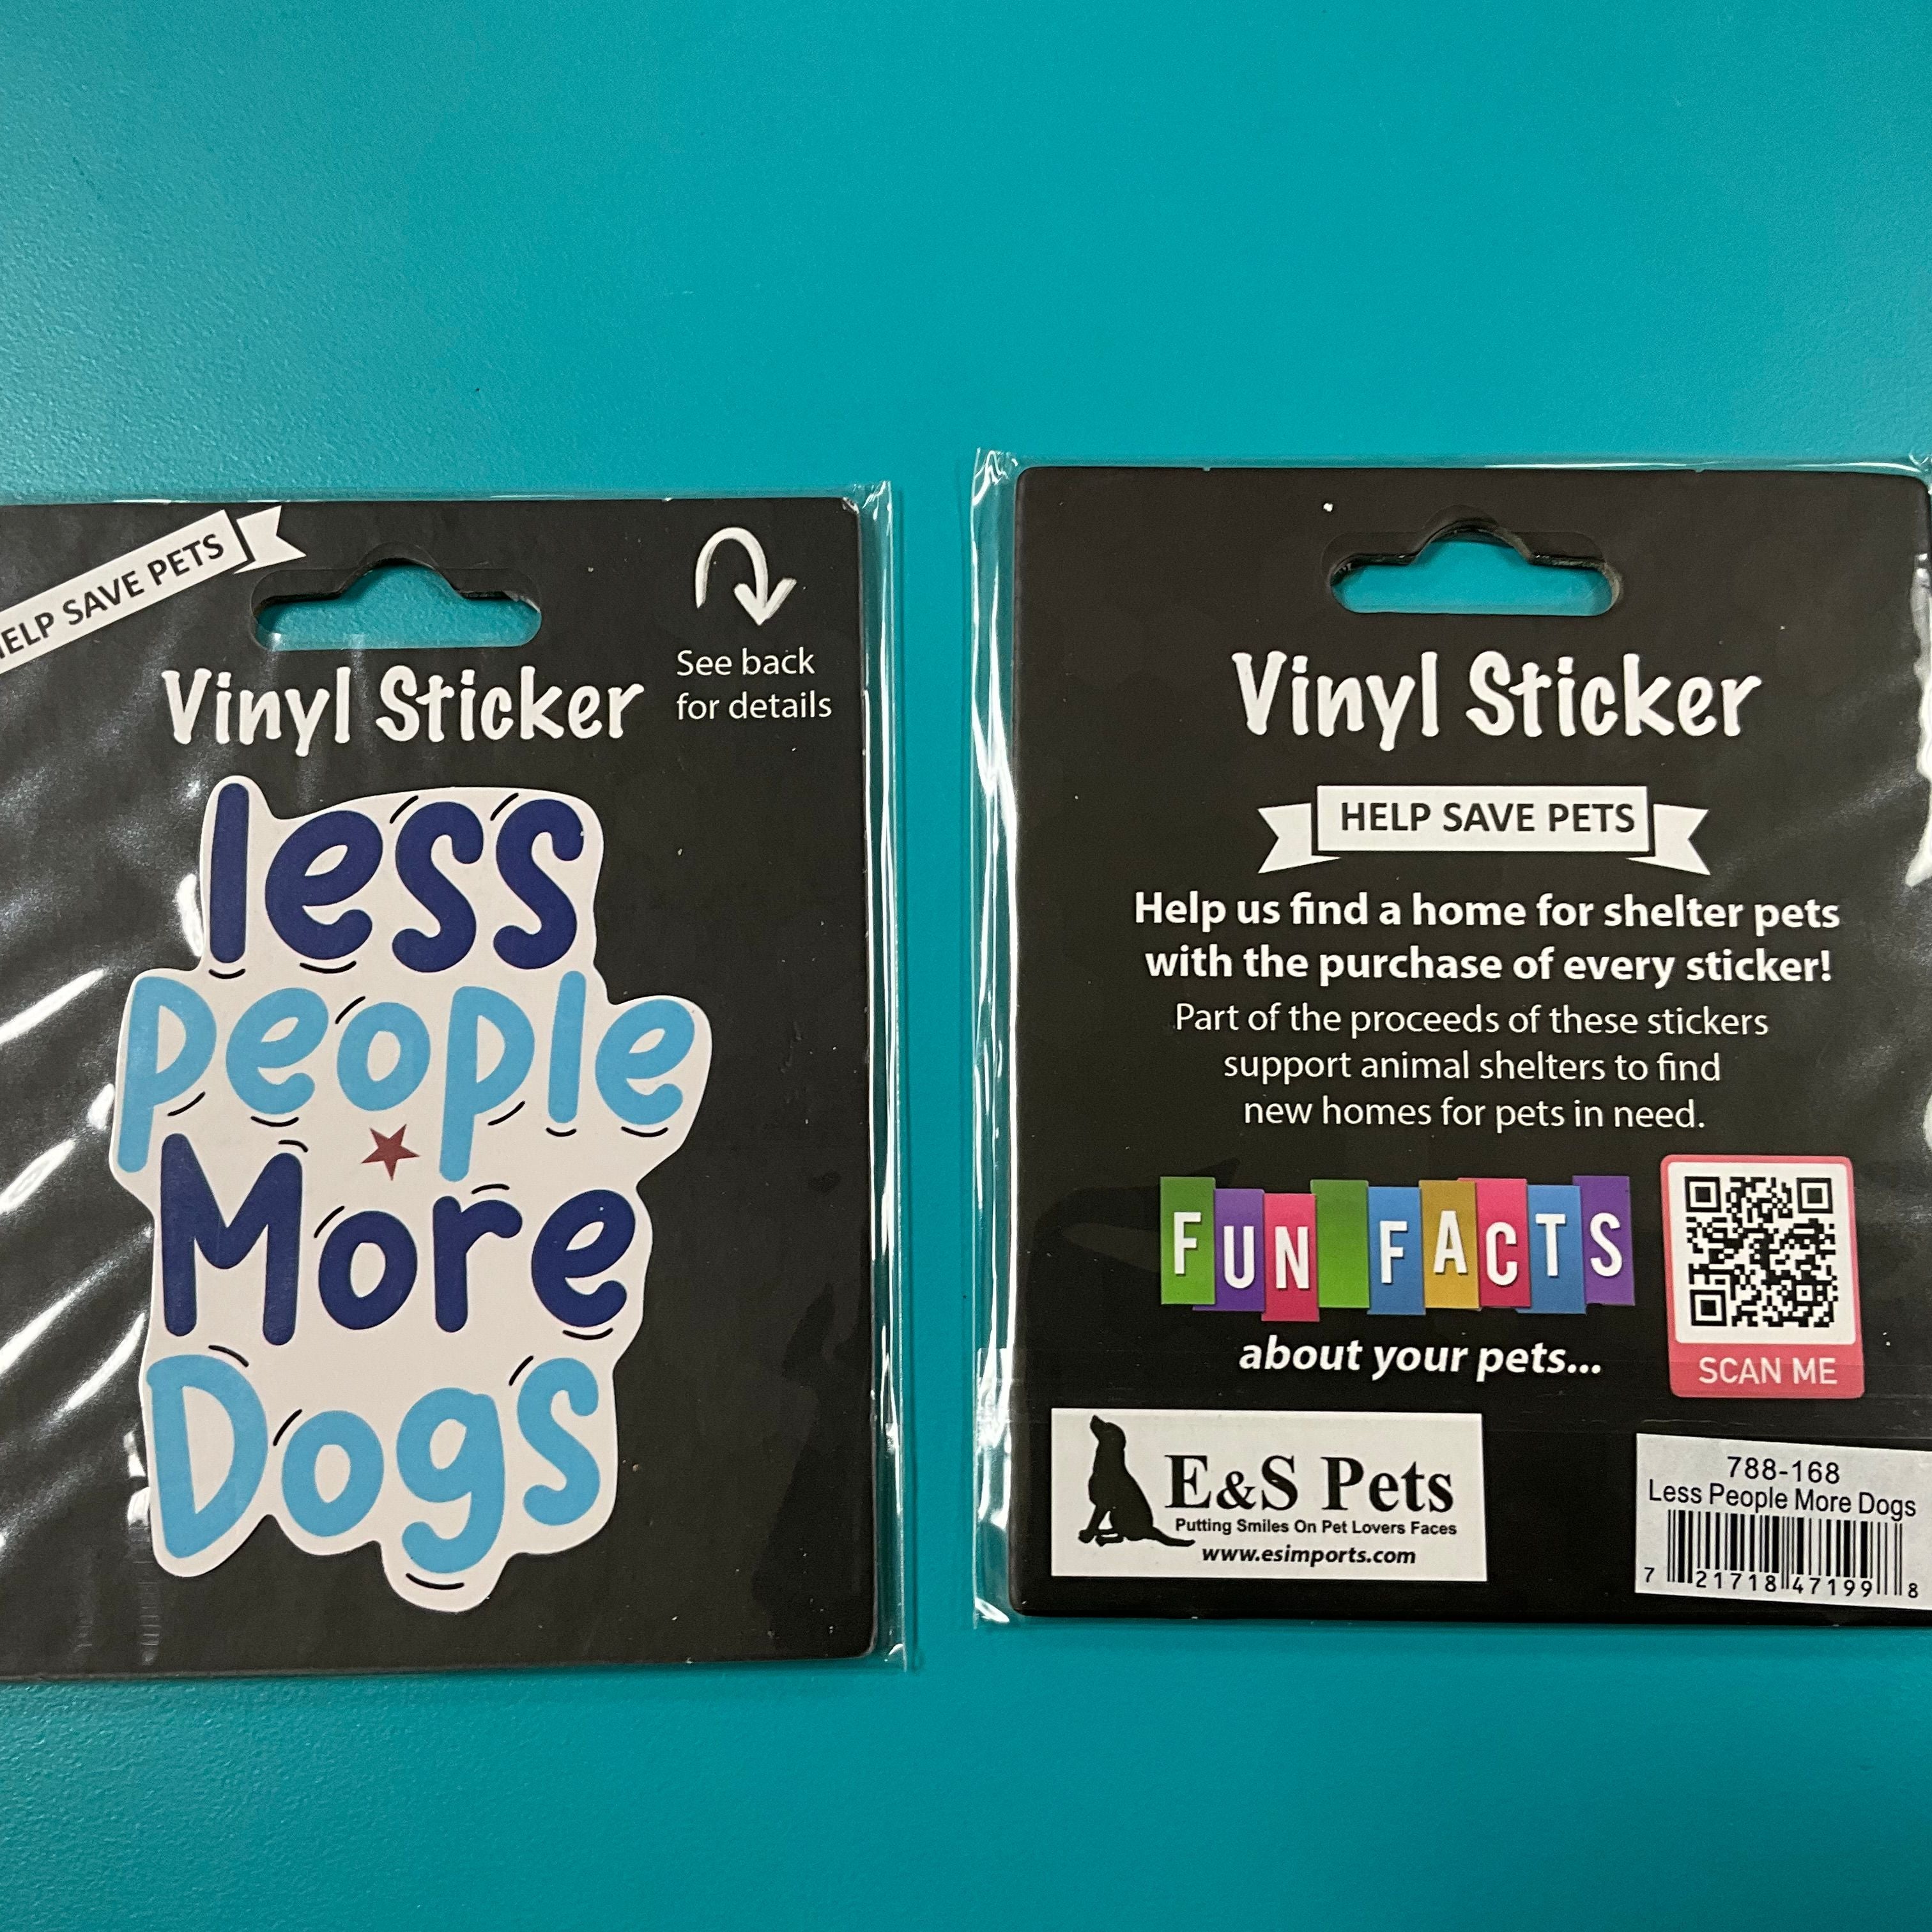 HELP SAVE PETS
See back
for details
Vinyl Sticker
less
people
More
Dogs
Vinyl Sticker
HELP SAVE PETS
Help us find a home for shelter pets
with the purchase of every sticker!
Part of the proceeds of these stickers
support animal shelters to find
new homes for pets in need.
FUN FACTS
about your pets...
SCAN ME
E&S Pets
Putting Smiles On Pet Lovers Faces
www.esimports.com
788-168
Less People More Dogs
7 21718 47199 8